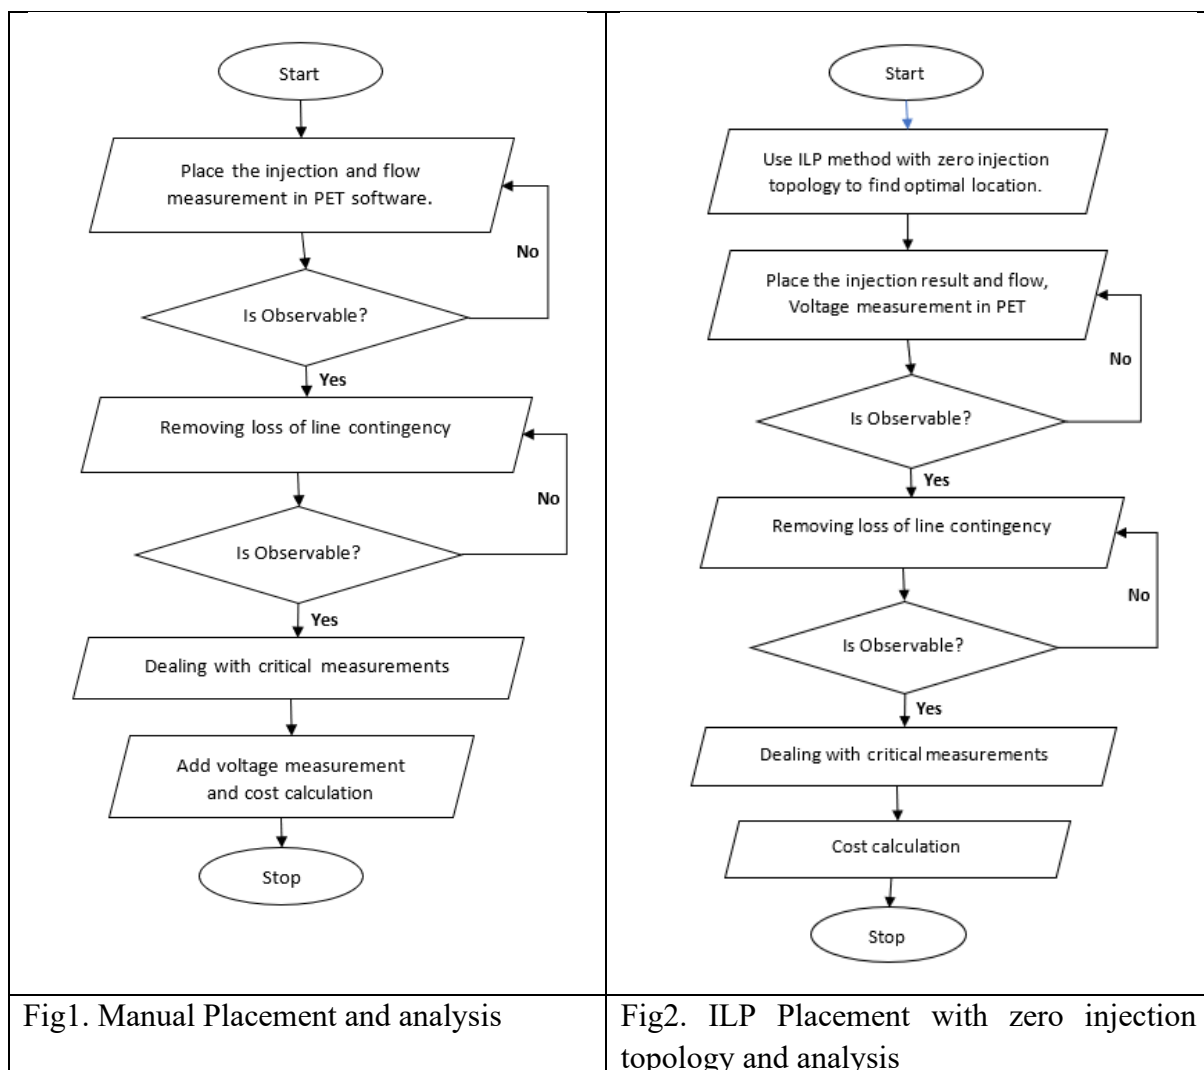 Start
Place the injection and flow
measurement in PET software.
No
Is Observable?
Yes
Removing loss of line contingency
No
Is Observable?
Yes
Dealing with critical measurements
Add voltage measurement
and cost calculation
Stop
Fig1. Manual Placement and analysis
Start
Use ILP method with zero injection
topology to find optimal location.
Place the injection result and flow,
Voltage measurement in PET
No
Is Observable?
Yes
Removing loss of line contingency
No
Is Observable?
Yes
Dealing with critical measurements
Cost calculation
Stop
Fig2. ILP Placement with zero injection
topology and analysis